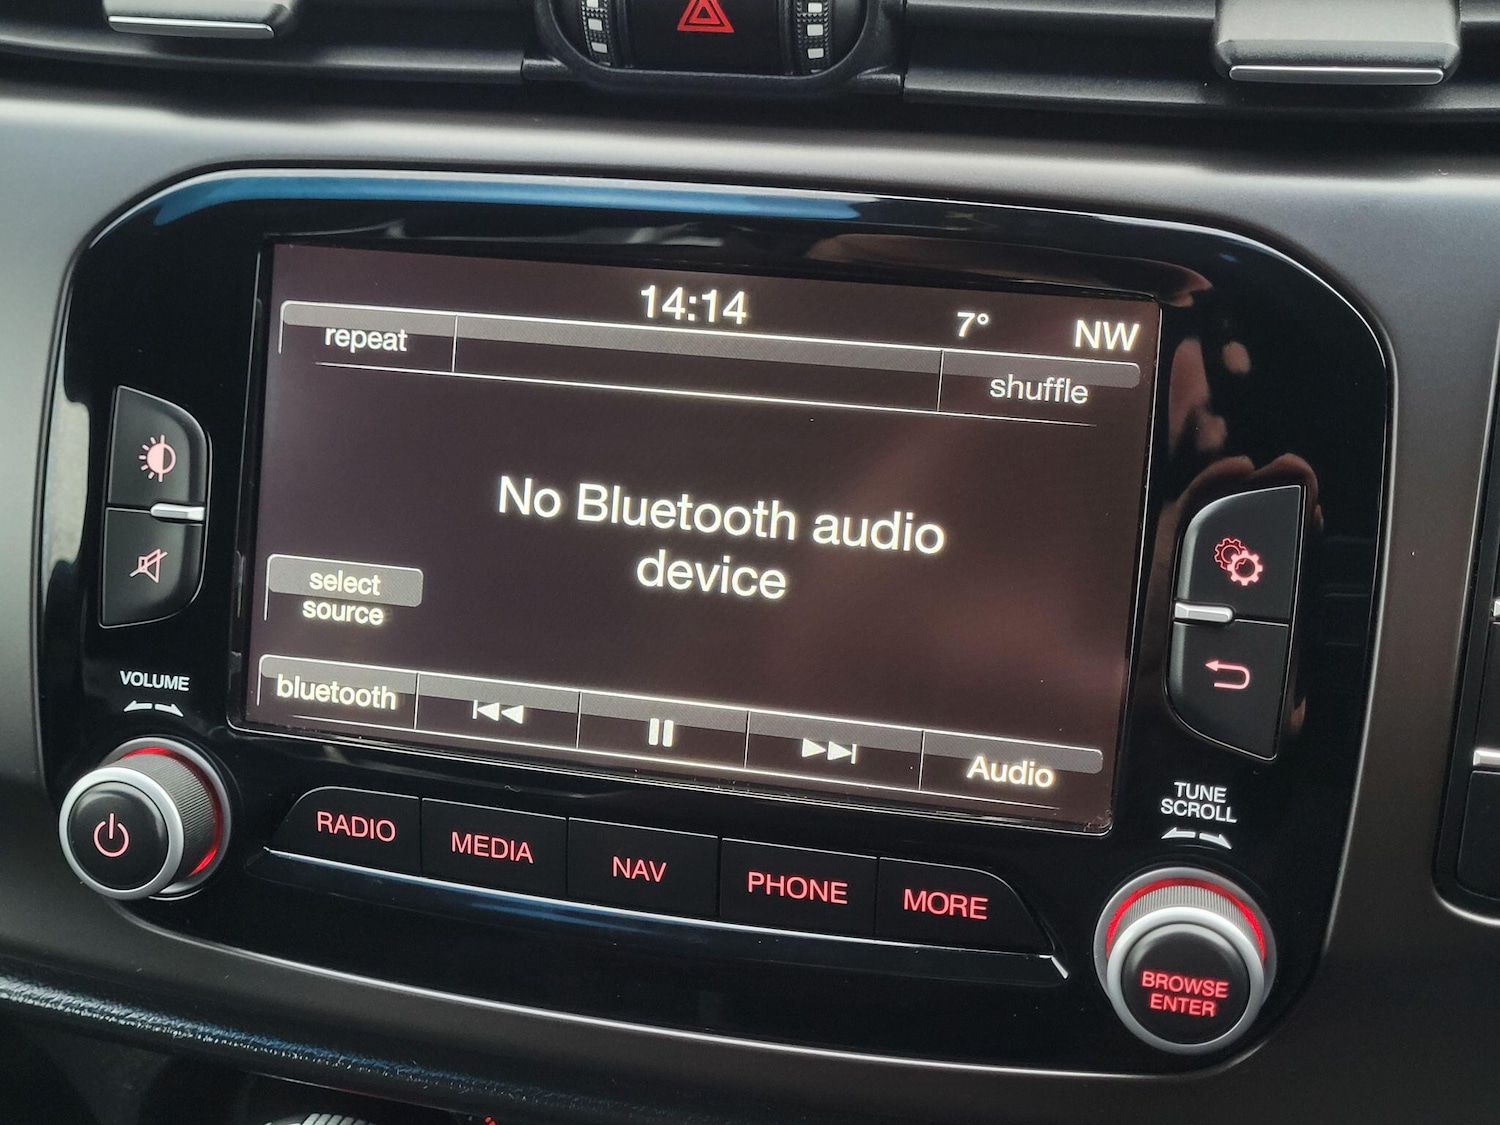 14:14
7°
NW
repeat
shuffle
No Bluetooth audio
device
select
source
bluetooth
Audio
VOLUME
TUNE
SCROLL
RADIO
MEDIA
NAV
PHONE
MORE
BROWSE
ENTER